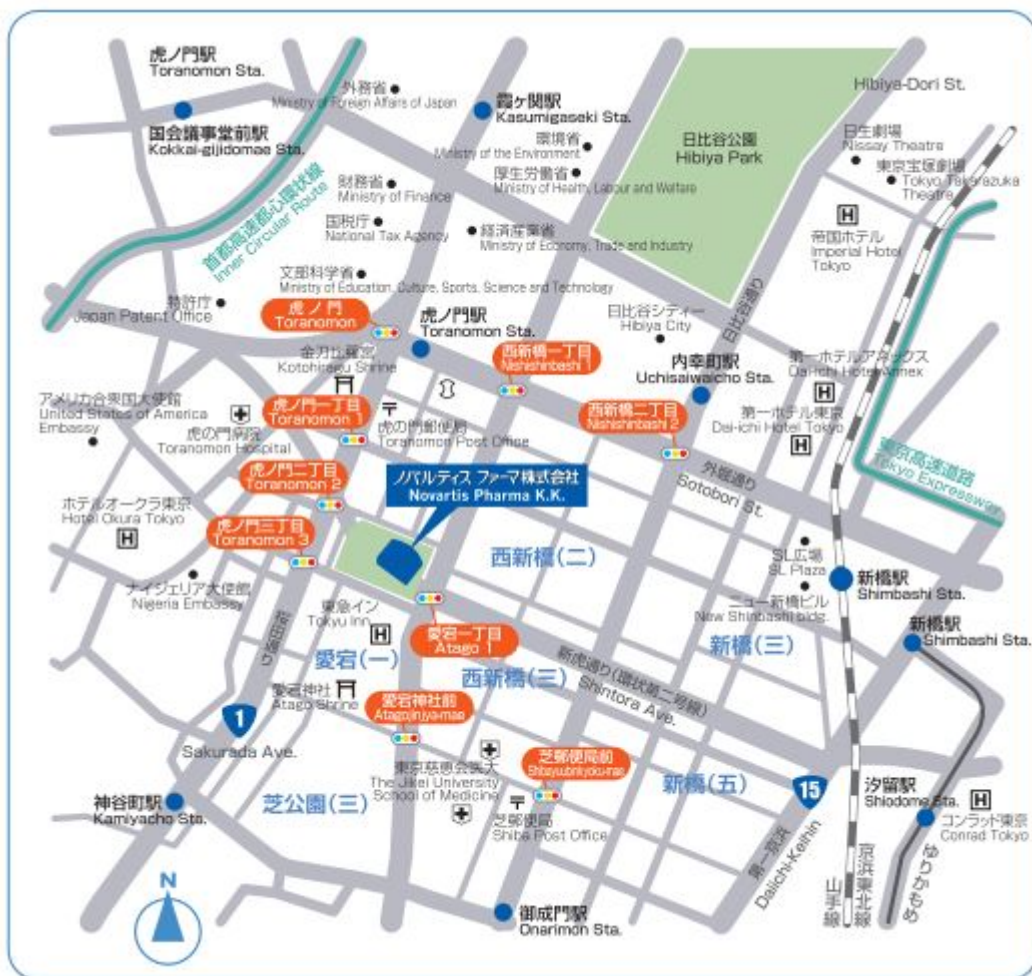 虎ノ門駅
Toranomon Sta.
国会議事堂前駅
Kokkai-gijidomae Sta.
外務省
Ministry of Foreign Affairs of Japan
霞ヶ関駅
Kasumigaseki Sta.
環境省
Ministry of the Environment
厚生労働省
Ministry of Health, Labour and Welfare
日比谷公園
Hibiya Park
Hibiya-Dori St.
日生劇場
Nissay Theatre
東京宝塚劇場
Tokyo Takarazuka
Theatre
財務省
Ministry of Finance
国税庁
National Tax Agency
経済産業省
Ministry of Economy, Trade and Industry
帝国ホテル
Imperial Hotel
Tokyo
H
首都高速都心環状線
Inner Circular Route
文部科学省
Ministry of Education, Culture, Sports, Science and Technology
特許庁
Japan Patent Office
虎ノ門
Toranomon
虎ノ門駅
Toranomon Sta.
日比谷シティー
Hibiya City
日比谷通り
金刀比羅宮
Kotohiragu Shrine
西新橋一丁目
Nishishinbashi 1
内幸町駅
Uchisaiwaicho Sta.
第一ホテルアネックス
Dai-ichi Hotel Annex
H
アメリカ合衆国大使館
United States of America
Embassy
虎の門病院
Toranomon Hospital
虎ノ門一丁目
Toranomon 1
虎の門郵便局
Toranomon Post Office
西新橋二丁目
Nishishinbashi 2
第一ホテル東京
Dai-ichi Hotel Tokyo
H
東京高速道路
Tokyo Expressway
虎ノ門二丁目
Toranomon 2
ノバルティス ファーマ株式会社
Novartis Pharma K.K.
外堀通り
Sotobori St.
ホテルオークラ東京
Hotel Okura Tokyo
H
虎ノ門三丁目
Toranomon 3
西新橋(二)
SL広場
SL Plaza
新橋駅
Shimbashi Sta.
ナイジェリア大使館
Nigeria Embassy
東急イン
Tokyu Inn
H
愛宕一丁目
Atago 1
ニュー新橋ビル
New Shinbashi bldg.
新橋駅
Shimbashi Sta.
桜田通り
愛宕(一)
西新橋(三)
新虎通り(環状第二号線)
Shintora Ave.
新橋(三)
愛宕神社
Atago Shrine
愛宕神社前
Atagojinjya-mae
1
Sakurada Ave.
東京慈恵会医大
The Jikei University
School of Medicine
芝郵便局前
Shibayubinkyoku-mae
新橋(五)
15
汐留駅
Shiodome Sta.
H
コンラッド東京
Conrad Tokyo
神谷町駅
Kamiyacho Sta.
芝公園(三)
芝郵便局
Shiba Post Office
第一京浜
Daiichi-Keihin
山手線
京浜東北線
ゆりかもめ
N
御成門駅
Onarimon Sta.